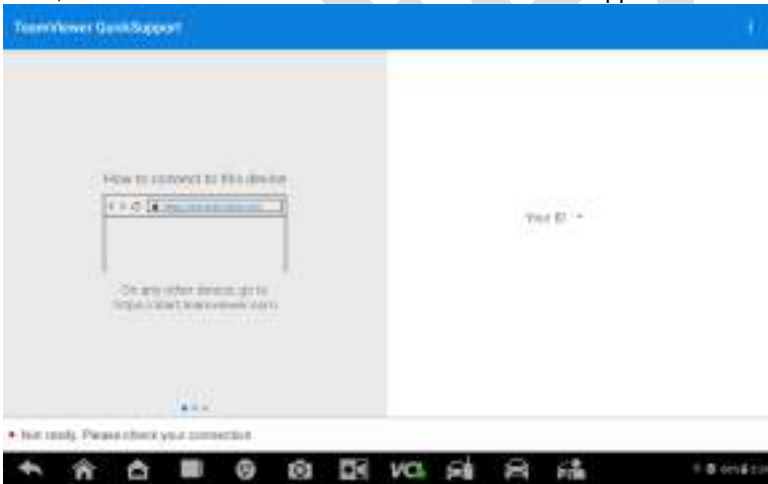 TeamViewer QuickSupport
How to connect to this device
On any other device, go to
https://start.teamviewer.com
Your ID -
Not ready. Please check your connection
VCI